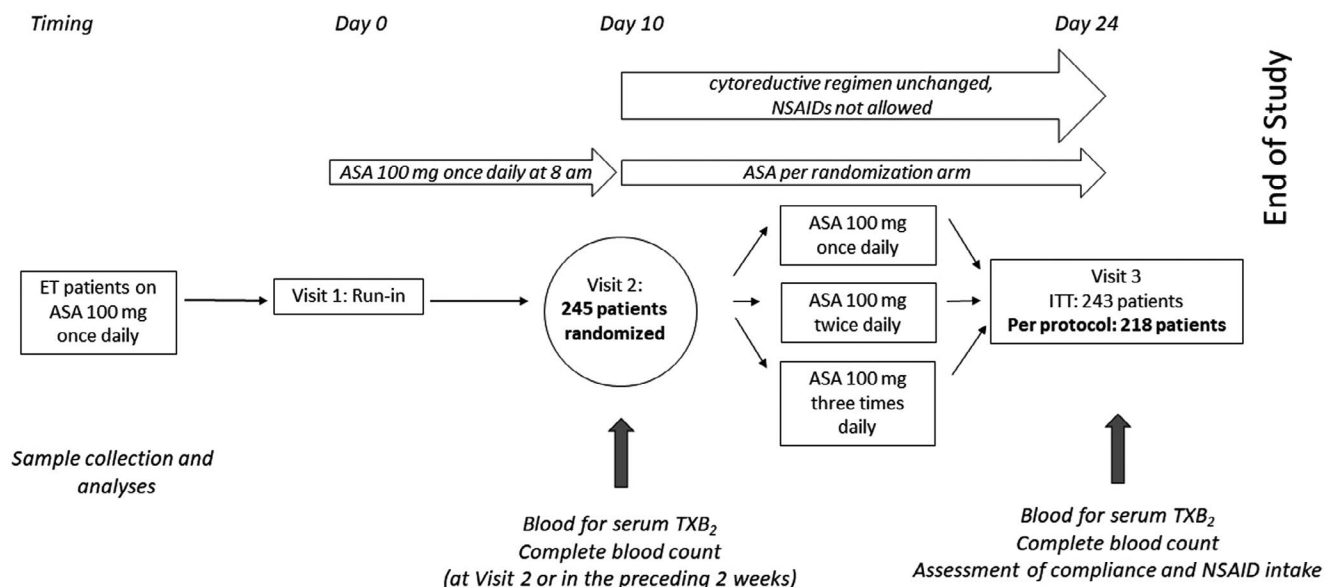 Timing
Day 0
Day 10
Day 24
End of Study
cytoreductive regimen unchanged,
NSAIDs not allowed
ASA 100 mg once daily at 8 am
ASA per randomization arm
ET patients on
ASA 100 mg
once daily
Visit 1: Run-in
Visit 2:
245 patients
randomized
ASA 100 mg
once daily
ASA 100 mg
twice daily
ASA 100 mg
three times
daily
Visit 3
ITT: 243 patients
Per protocol: 218 patients
Sample collection and
analyses
Blood for serum TXB₂
Complete blood count
(at Visit 2 or in the preceding 2 weeks)
Blood for serum TXB₂
Complete blood count
Assessment of compliance and NSAID intake